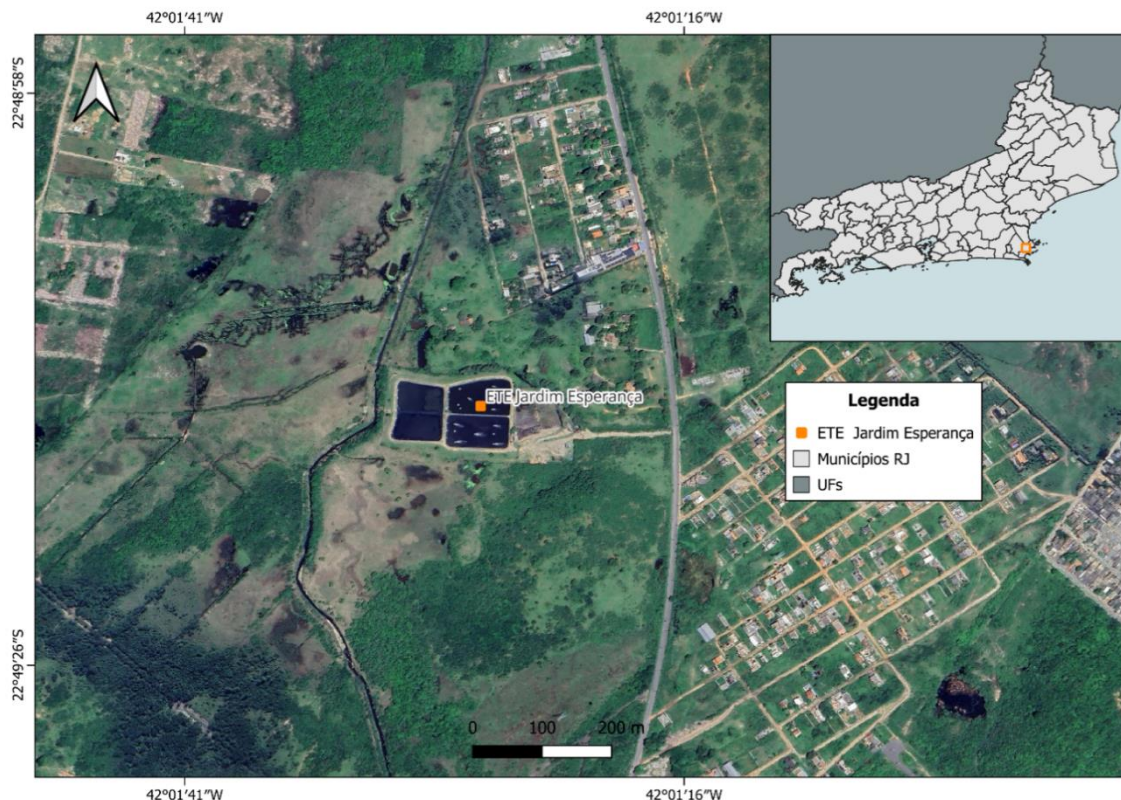 42°01'41"W
42°01'16"W
22°48'58"S
ETE Jardim Esperança
Legenda
ETE Jardim Esperança
Municípios RJ
UFs
22°49'26"S
0 100 200 m
42°01'41"W
42°01'16"W